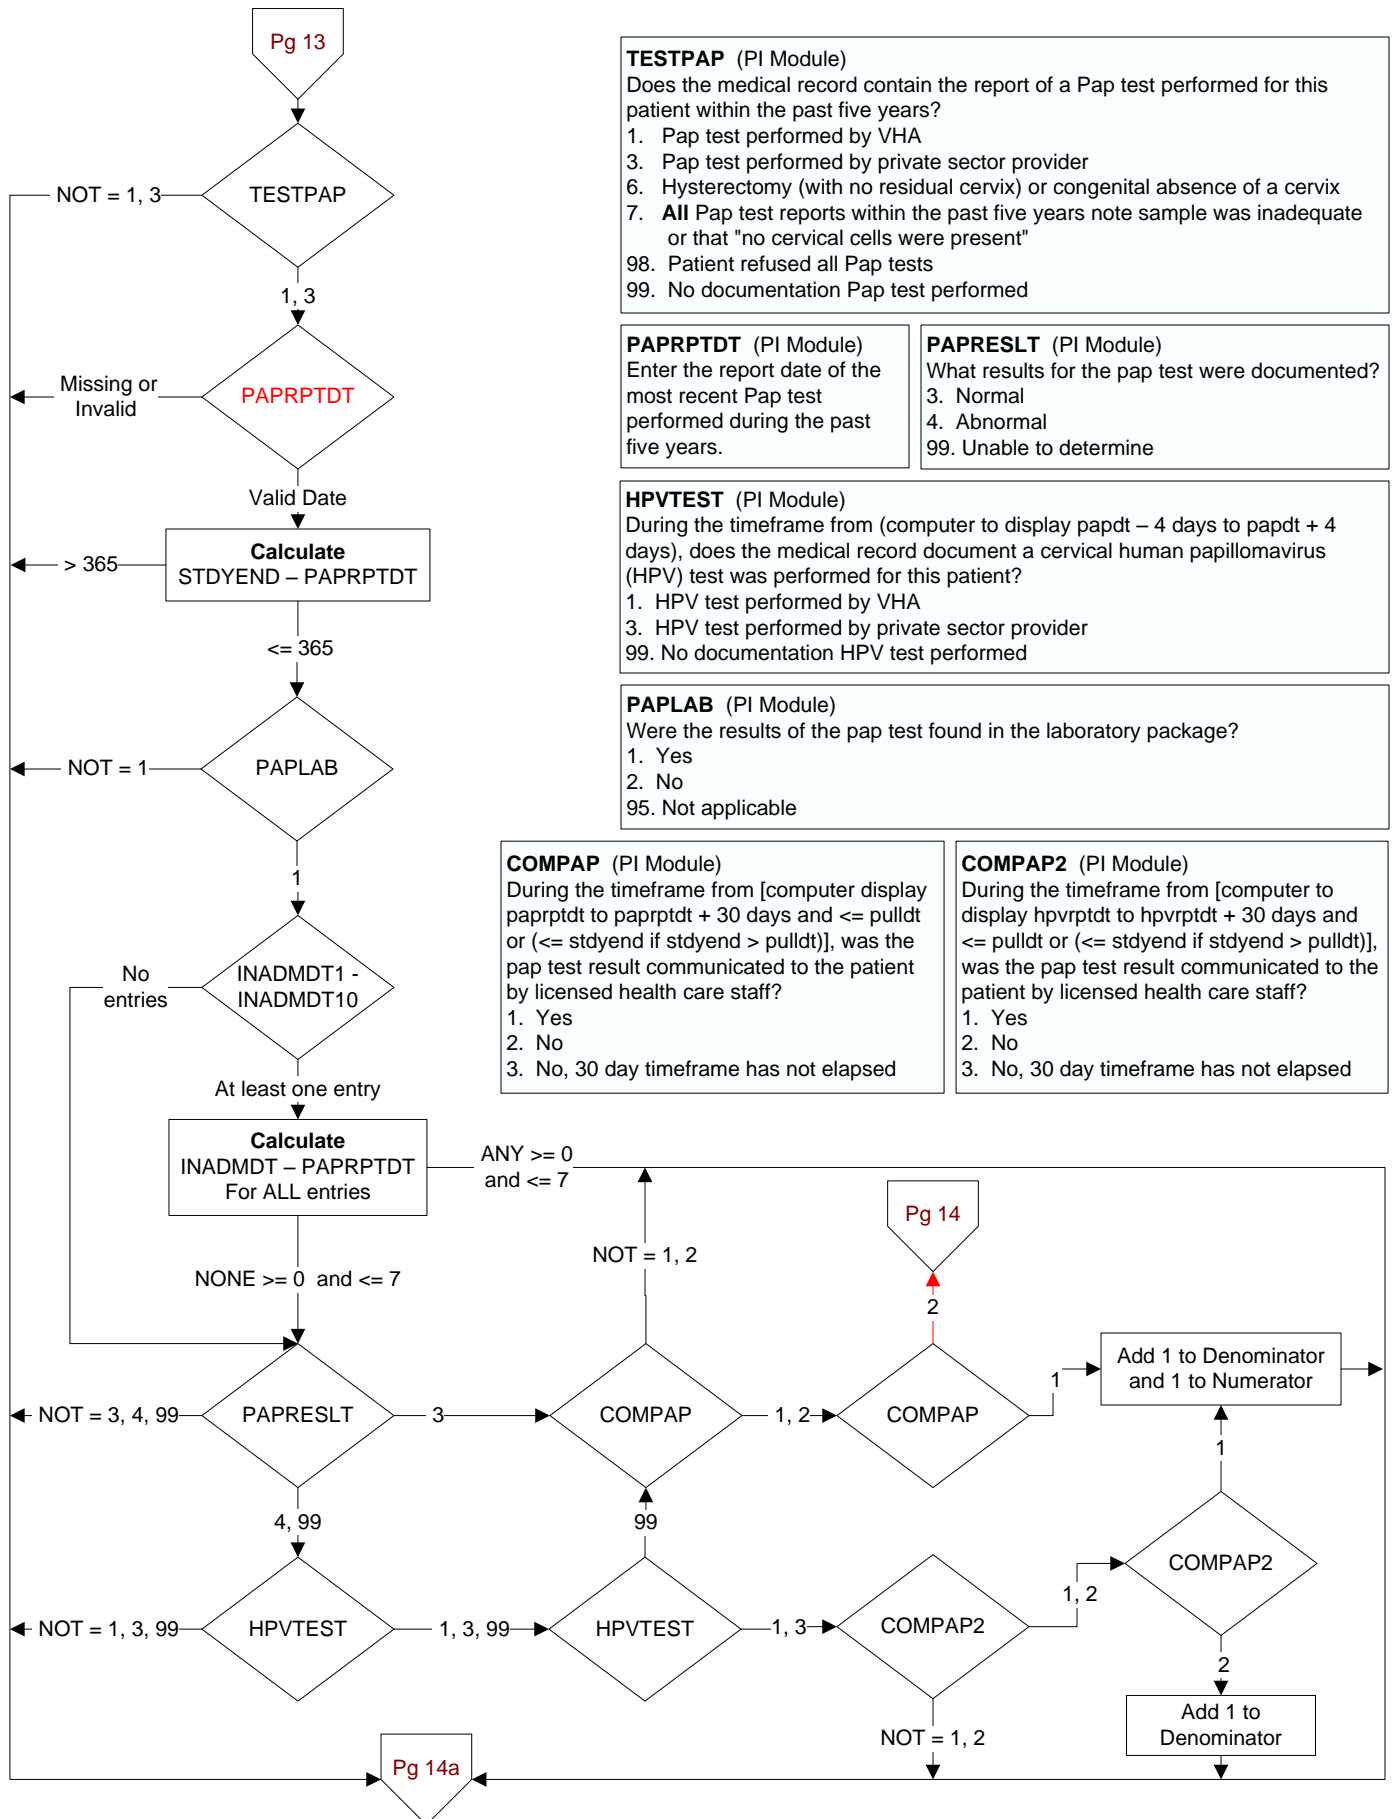 Pg 13
TESTPAP (PI Module)
Does the medical record contain the report of a Pap test performed for this
patient within the past five years?
1. Pap test performed by VHA
3. Pap test performed by private sector provider
6. Hysterectomy (with no residual cervix) or congenital absence of a cervix
7. All Pap test reports within the past five years note sample was inadequate
or that "no cervical cells were present"
98. Patient refused all Pap tests
99. No documentation Pap test performed
NOT = 1, 3
TESTPAP
1, 3
PAPRPTDT (PI Module)
Enter the report date of the
most recent Pap test
performed during the past
five years.
PAPRESLT (PI Module)
What results for the pap test were documented?
3. Normal
4. Abnormal
99. Unable to determine
Missing or
Invalid
PAPRPTDT
Valid Date
HPVTEST (PI Module)
During the timeframe from (computer to display papdt – 4 days to papdt + 4
days), does the medical record document a cervical human papillomavirus
(HPV) test was performed for this patient?
1. HPV test performed by VHA
3. HPV test performed by private sector provider
99. No documentation HPV test performed
Calculate
STDYEND – PAPRPTDT
> 365
<= 365
PAPLAB (PI Module)
Were the results of the pap test found in the laboratory package?
1. Yes
2. No
95. Not applicable
NOT = 1
PAPLAB
1
COMPAP (PI Module)
During the timeframe from [computer display
paprptdt to paprptdt + 30 days and <= pulldt
or (<= stdyend if stdyend > pulldt)], was the
pap test result communicated to the patient
by licensed health care staff?
1. Yes
2. No
3. No, 30 day timeframe has not elapsed
COMPAP2 (PI Module)
During the timeframe from [computer to
display hpvrptdt to hpvrptdt + 30 days and
<= pulldt or (<= stdyend if stdyend > pulldt)],
was the pap test result communicated to the
patient by licensed health care staff?
1. Yes
2. No
3. No, 30 day timeframe has not elapsed
No
entries
INADMDT1 -
INADMDT10
At least one entry
Calculate
INADMDT – PAPRPTDT
For ALL entries
ANY >= 0
and <= 7
Pg 14
NOT = 1, 2
NONE >= 0 and <= 7
2
NOT = 3, 4, 99
PAPRESLT
3
COMPAP
1, 2
COMPAP
1
Add 1 to Denominator
and 1 to Numerator
1
4, 99
99
NOT = 1, 3, 99
HPVTEST
1, 3, 99
HPVTEST
1, 3
COMPAP2
1, 2
COMPAP2
2
NOT = 1, 2
Add 1 to
Denominator
Pg 14a